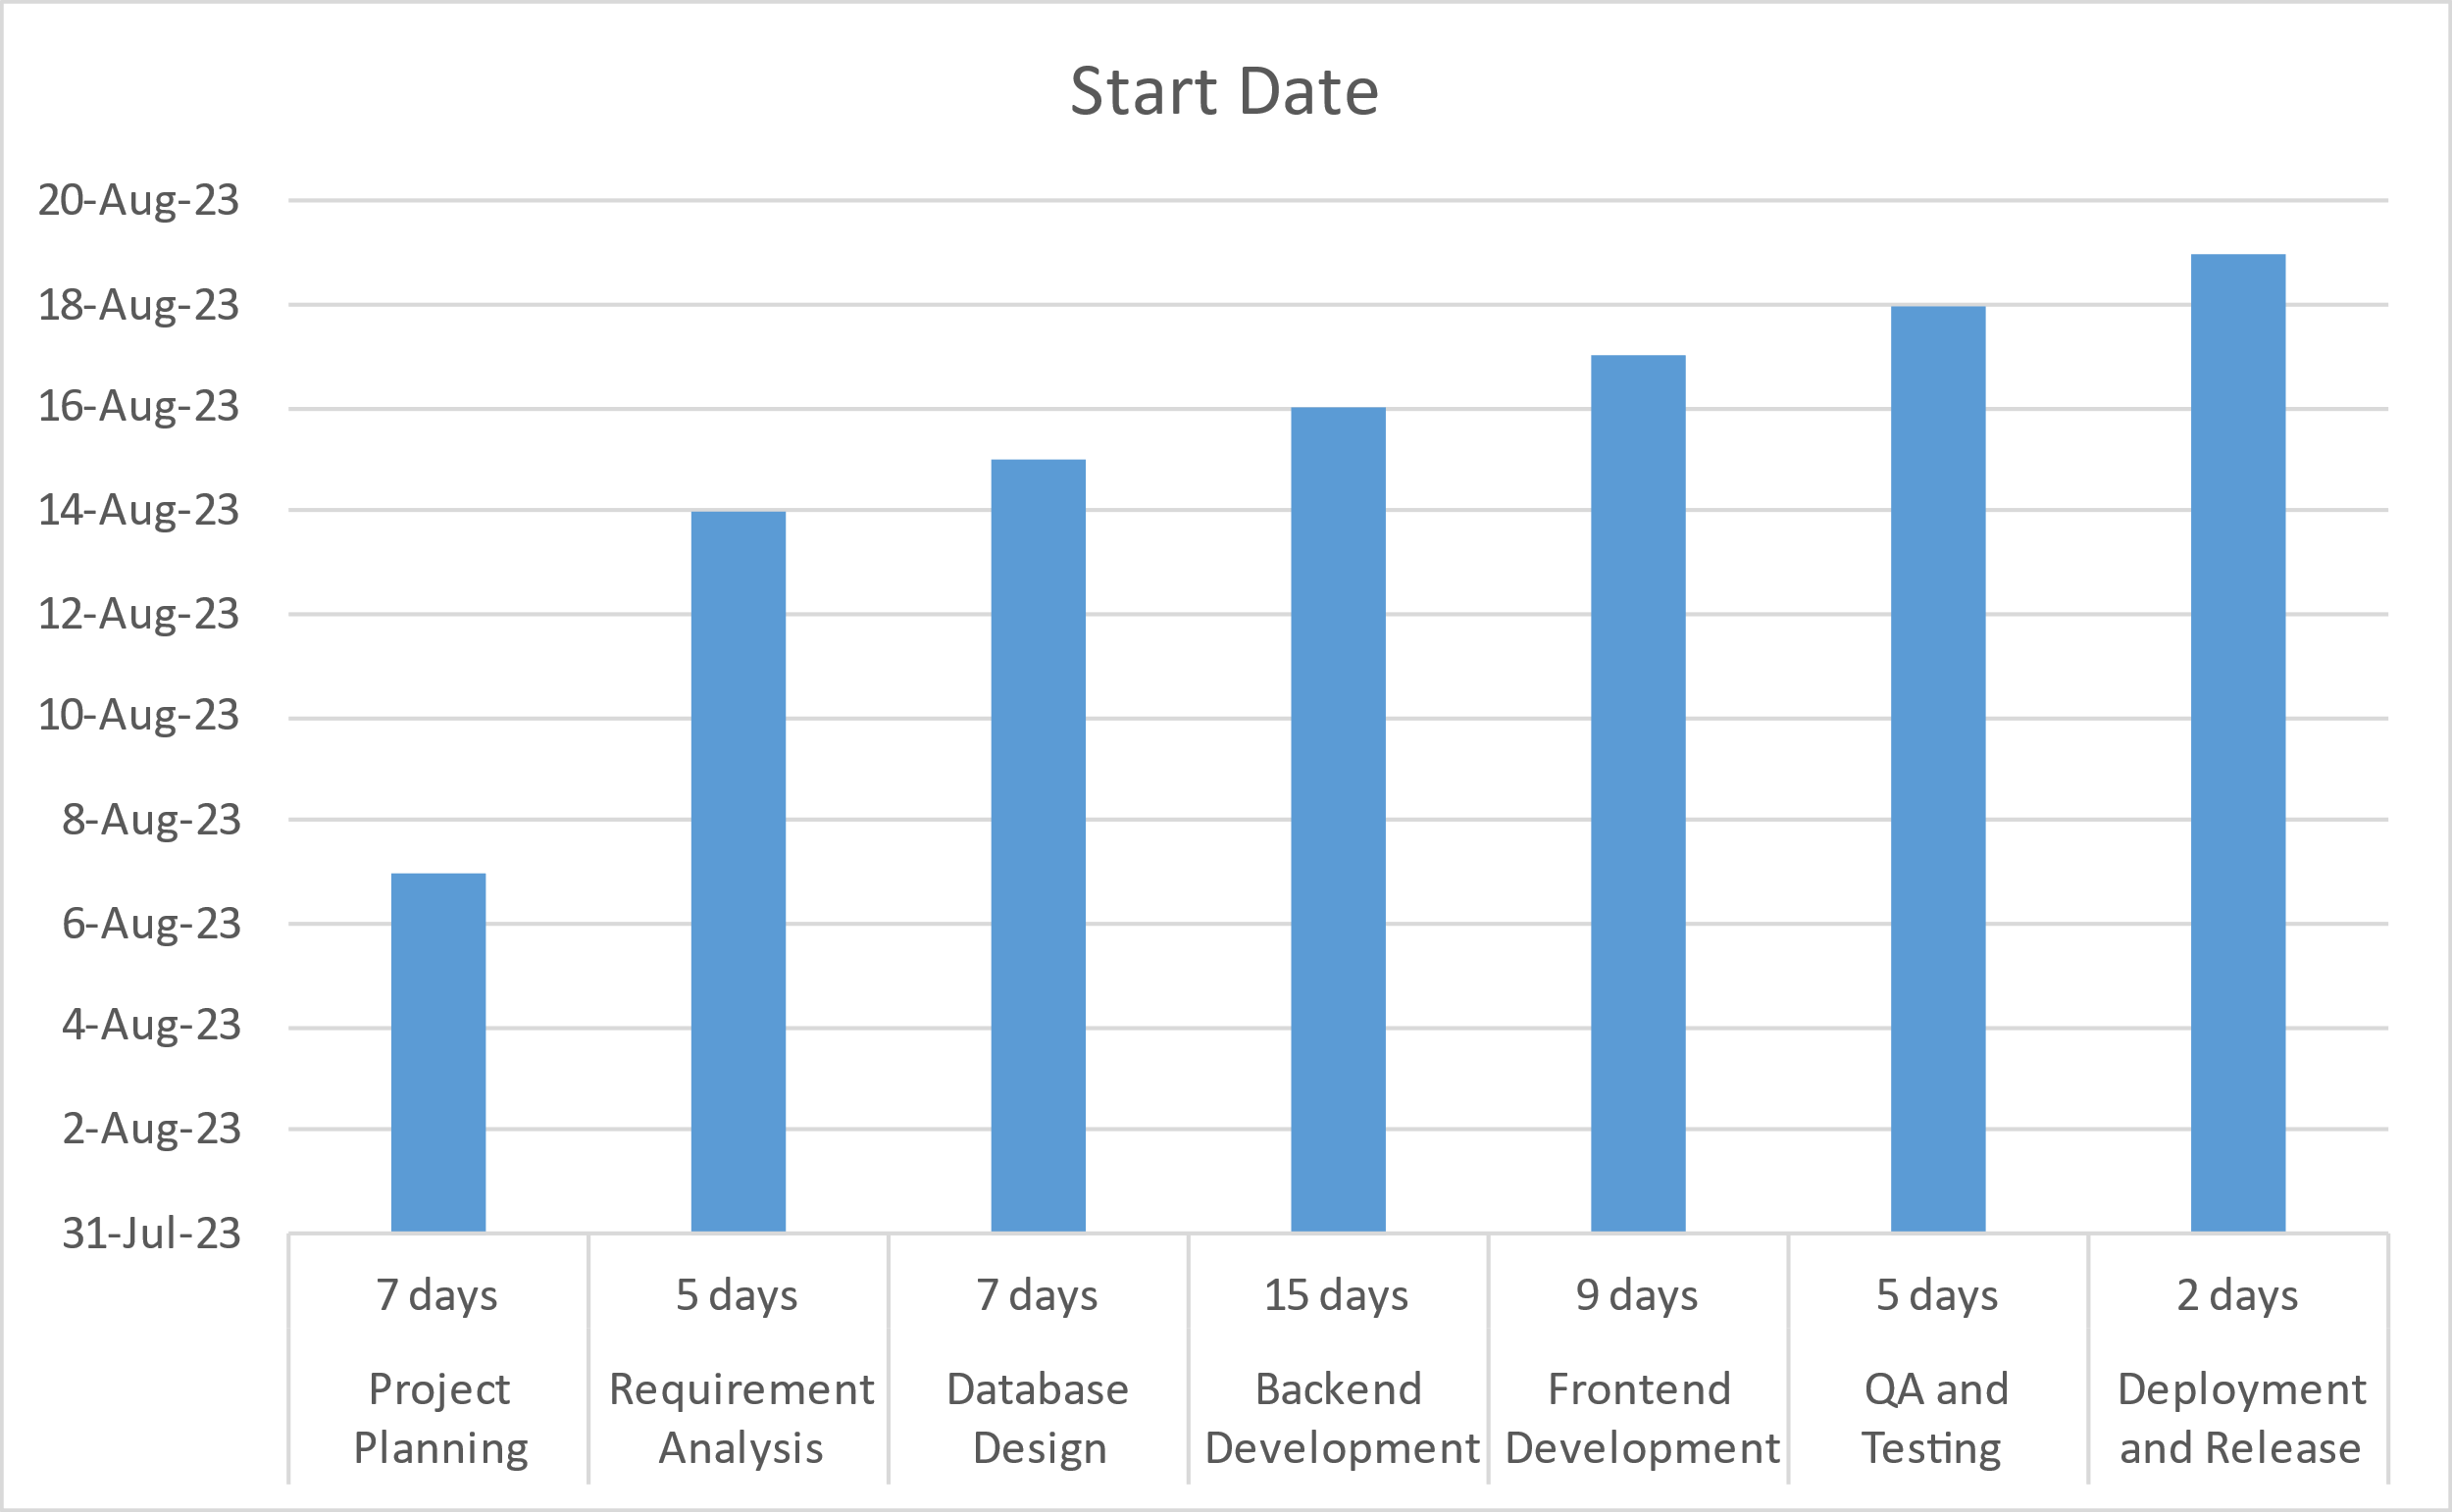 Start Date
20-Aug-23
18-Aug-23
16-Aug-23
14-Aug-23
12-Aug-23
10-Aug-23
8-Aug-23
6-Aug-23
4-Aug-23
2-Aug-23
31-Jul-23
7 days
5 days
7 days
15 days
9 days
5 days
2 days
Project
Planning
Requirement
Analysis
Database
Design
Backend
Development
Frontend
Development
QA and
Testing
Deployment
and Release